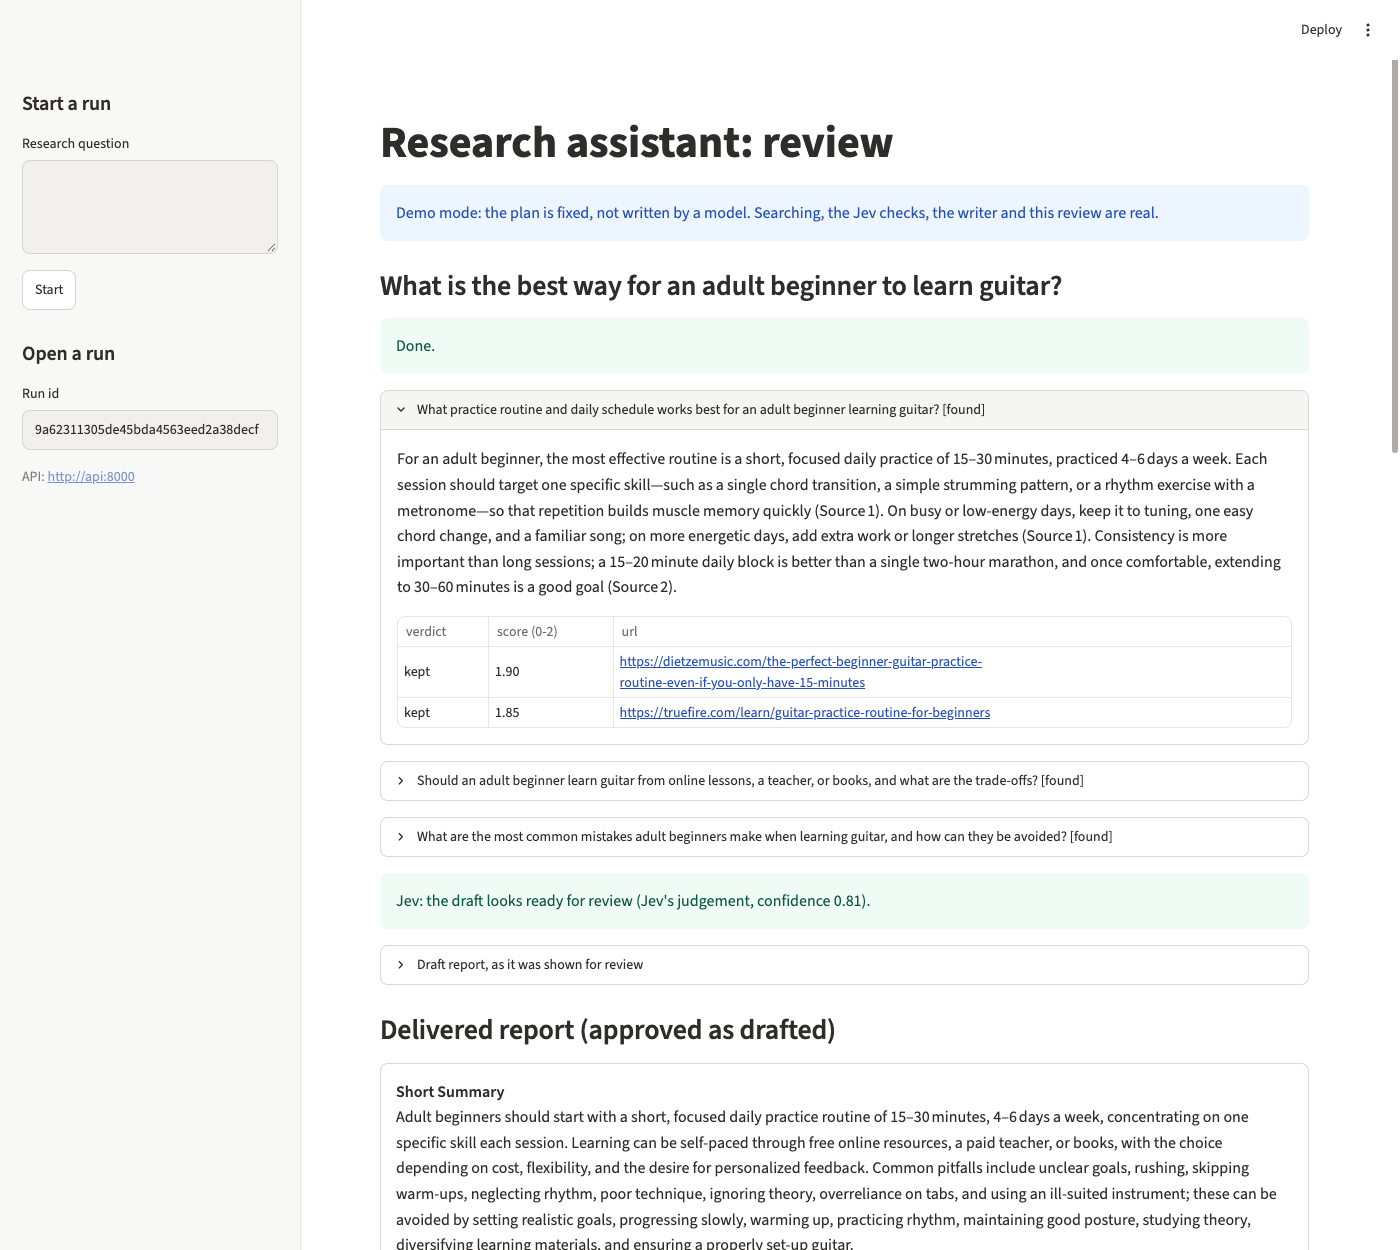 Deploy
Start a run
Research question
Start
Open a run
Run id
9a62311305de45bda4563eed2a38decf
API: http://api:8000
Research assistant: review
Demo mode: the plan is fixed, not written by a model. Searching, the Jev checks, the writer and this review are real.
What is the best way for an adult beginner to learn guitar?
Done.
What practice routine and daily schedule works best for an adult beginner learning guitar? [found]
For an adult beginner, the most effective routine is a short, focused daily practice of 15–30 minutes, practiced 4–6 days a week. Each
session should target one specific skill—such as a single chord transition, a simple strumming pattern, or a rhythm exercise with a
metronome—so that repetition builds muscle memory quickly (Source 1). On busy or low-energy days, keep it to tuning, one easy
chord change, and a familiar song; on more energetic days, add extra work or longer stretches (Source 1). Consistency is more
important than long sessions; a 15–20 minute daily block is better than a single two-hour marathon, and once comfortable, extending
to 30–60 minutes is a good goal (Source 2).
verdict score (0-2) url
kept 1.90 https://dietzemusic.com/the-perfect-beginner-guitar-practice-
routine-even-if-you-only-have-15-minutes
kept 1.85 https://truefire.com/learn/guitar-practice-routine-for-beginners
Should an adult beginner learn guitar from online lessons, a teacher, or books, and what are the trade-offs? [found]
What are the most common mistakes adult beginners make when learning guitar, and how can they be avoided? [found]
Jev: the draft looks ready for review (Jev's judgement, confidence 0.81).
Draft report, as it was shown for review
Delivered report (approved as drafted)
Short Summary
Adult beginners should start with a short, focused daily practice routine of 15–30 minutes, 4–6 days a week, concentrating on one
specific skill each session. Learning can be self-paced through free online resources, a paid teacher, or books, with the choice
depending on cost, flexibility, and the desire for personalized feedback. Common pitfalls include unclear goals, rushing, skipping
warm-ups, neglecting rhythm, poor technique, ignoring theory, overreliance on tabs, and using an ill-suited instrument; these can be
avoided by setting realistic goals, progressing slowly, warming up, practicing rhythm, maintaining good posture, studying theory,
diversifying learning materials, and ensuring a properly set-up guitar.